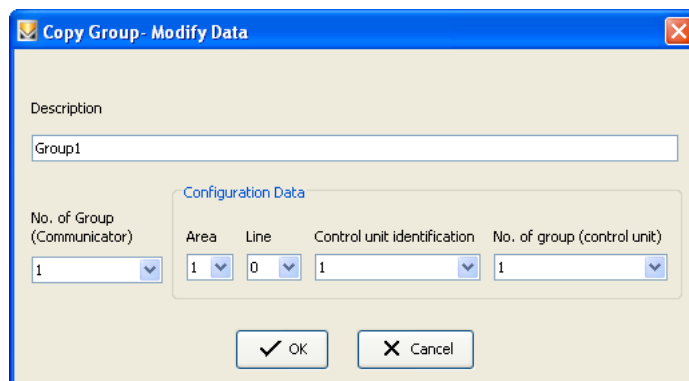 Copy Group- Modify Data
Description
Group1
No. of Group
(Communicator)
1
Configuration Data
Area Line Control unit identification No. of group (control unit)
1 0 1 1
OK Cancel